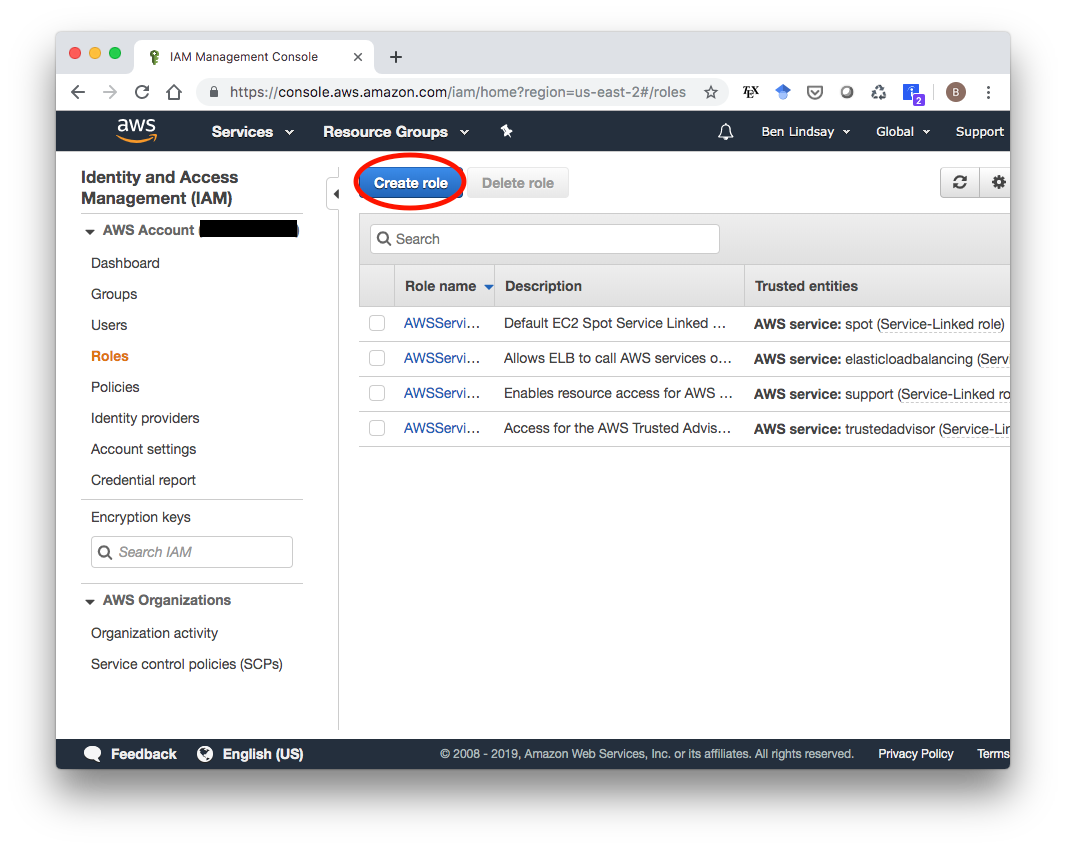 IAM Management Console
https://console.aws.amazon.com/iam/home?region=us-east-2#/roles
TEX
2
B
aws
Services
Resource Groups
Ben Lindsay
Global
Support
Identity and Access
Management (IAM)
AWS Account (
)
Dashboard
Groups
Users
Roles
Policies
Identity providers
Account settings
Credential report
Encryption keys
Search IAM
AWS Organizations
Organization activity
Service control policies (SCPs)
Create role
Delete role
Search
Role name Description Trusted entities
AWSServi... Default EC2 Spot Service Linked ... AWS service: spot (Service-Linked role)
AWSServi... Allows ELB to call AWS services o... AWS service: elasticloadbalancing (Serv
AWSServi... Enables resource access for AWS ... AWS service: support (Service-Linked ro
AWSServi... Access for the AWS Trusted Advis... AWS service: trustedadvisor (Service-Lin
Feedback English (US) © 2008 - 2019, Amazon Web Services, Inc. or its affiliates. All rights reserved. Privacy Policy Terms